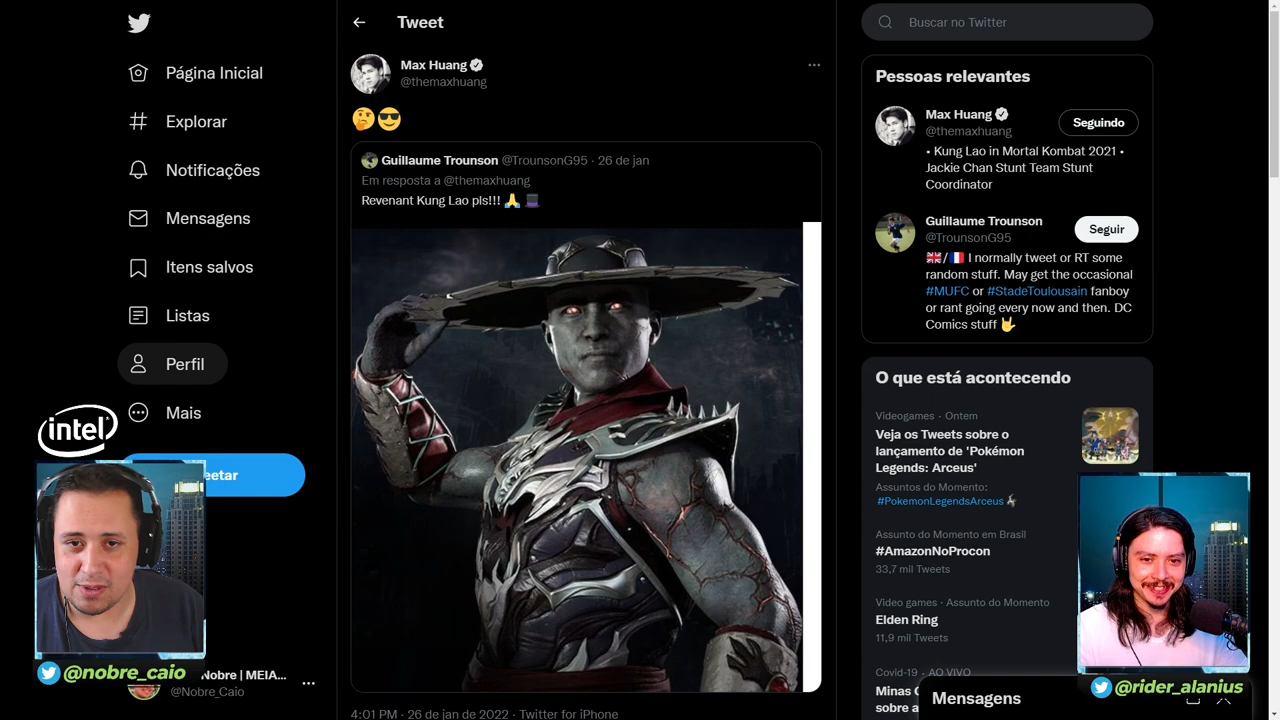 Tweet
Buscar no Twitter
Página Inicial
Explorar
Notificações
Mensagens
Itens salvos
Listas
Perfil
Mais
etar
intel
@nobre_caio
Nobre | MEIA...
@Nobre_Caio
Max Huang
@themaxhuang
Guillaume Trounson @TrounsonG95 · 26 de jan
Em resposta a @themaxhuang
Revenant Kung Lao pls!!! 🙏 🎩
4:01 PM · 26 de jan de 2022 · Twitter for iPhone
Pessoas relevantes
Max Huang
@themaxhuang
Seguindo
• Kung Lao in Mortal Kombat 2021 •
Jackie Chan Stunt Team Stunt
Coordinator
Guillaume Trounson
@TrounsonG95
Seguir
🇬🇧/🇫🇷 I normally tweet or RT some
random stuff. May get the occasional
#MUFC or #StadeToulousain fanboy
or rant going every now and then. DC
Comics stuff 🤘
O que está acontecendo
Videogames · Ontem
Veja os Tweets sobre o
lançamento de 'Pokémon
Legends: Arceus'
Assuntos do Momento:
#PokemonLegendsArceus
Assunto do Momento em Brasil
#AmazonNoProcon
33,7 mil Tweets
Video games · Assunto do Momento
Elden Ring
11,9 mil Tweets
Covid-19 · AO VIVO
Minas
sobre a
Mensagens
@rider_alanius